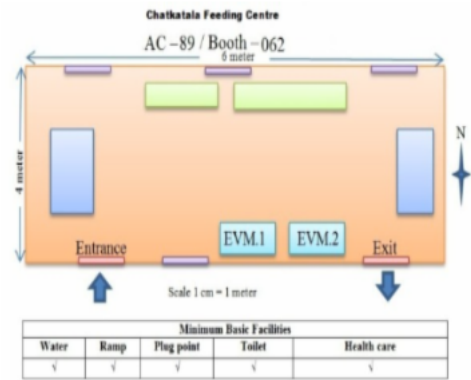 Chatkatala Feeding Centre
AC -89 / Booth -062
6 meter
4 meter
N
EVM.1 EVM.2
Entrance Exit
Scale 1 cm = 1 meter
Minimum Basic Facilities
Water Ramp Plug point Toilet Health care
√ √ √ √ √